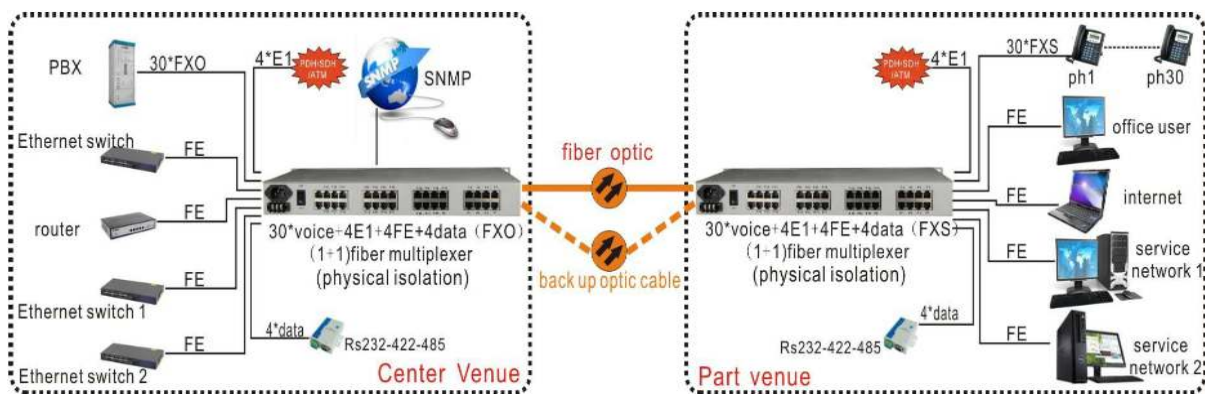 PBX
30*FXO
4*E1
PDH/SDH
/ATM
SNMP
SNMP
Ethernet switch
FE
router
FE
Ethernet switch 1
FE
Ethernet switch 2
FE
30*voice+4E1+4FE+4data（FXO）
（1+1)fiber multiplexer
(physical isolation)
4*data
Rs232-422-485
Center Venue
fiber optic
back up optic cable
4*E1
PDH/SDH
/ATM
30*FXS
ph1
ph30
FE
office user
FE
internet
FE
service
network 1
FE
service
network 2
30*voice+4E1+4FE+4data（FXS）
（1+1)fiber multiplexer
(physical isolation)
4*data
Rs232-422-485
Part venue